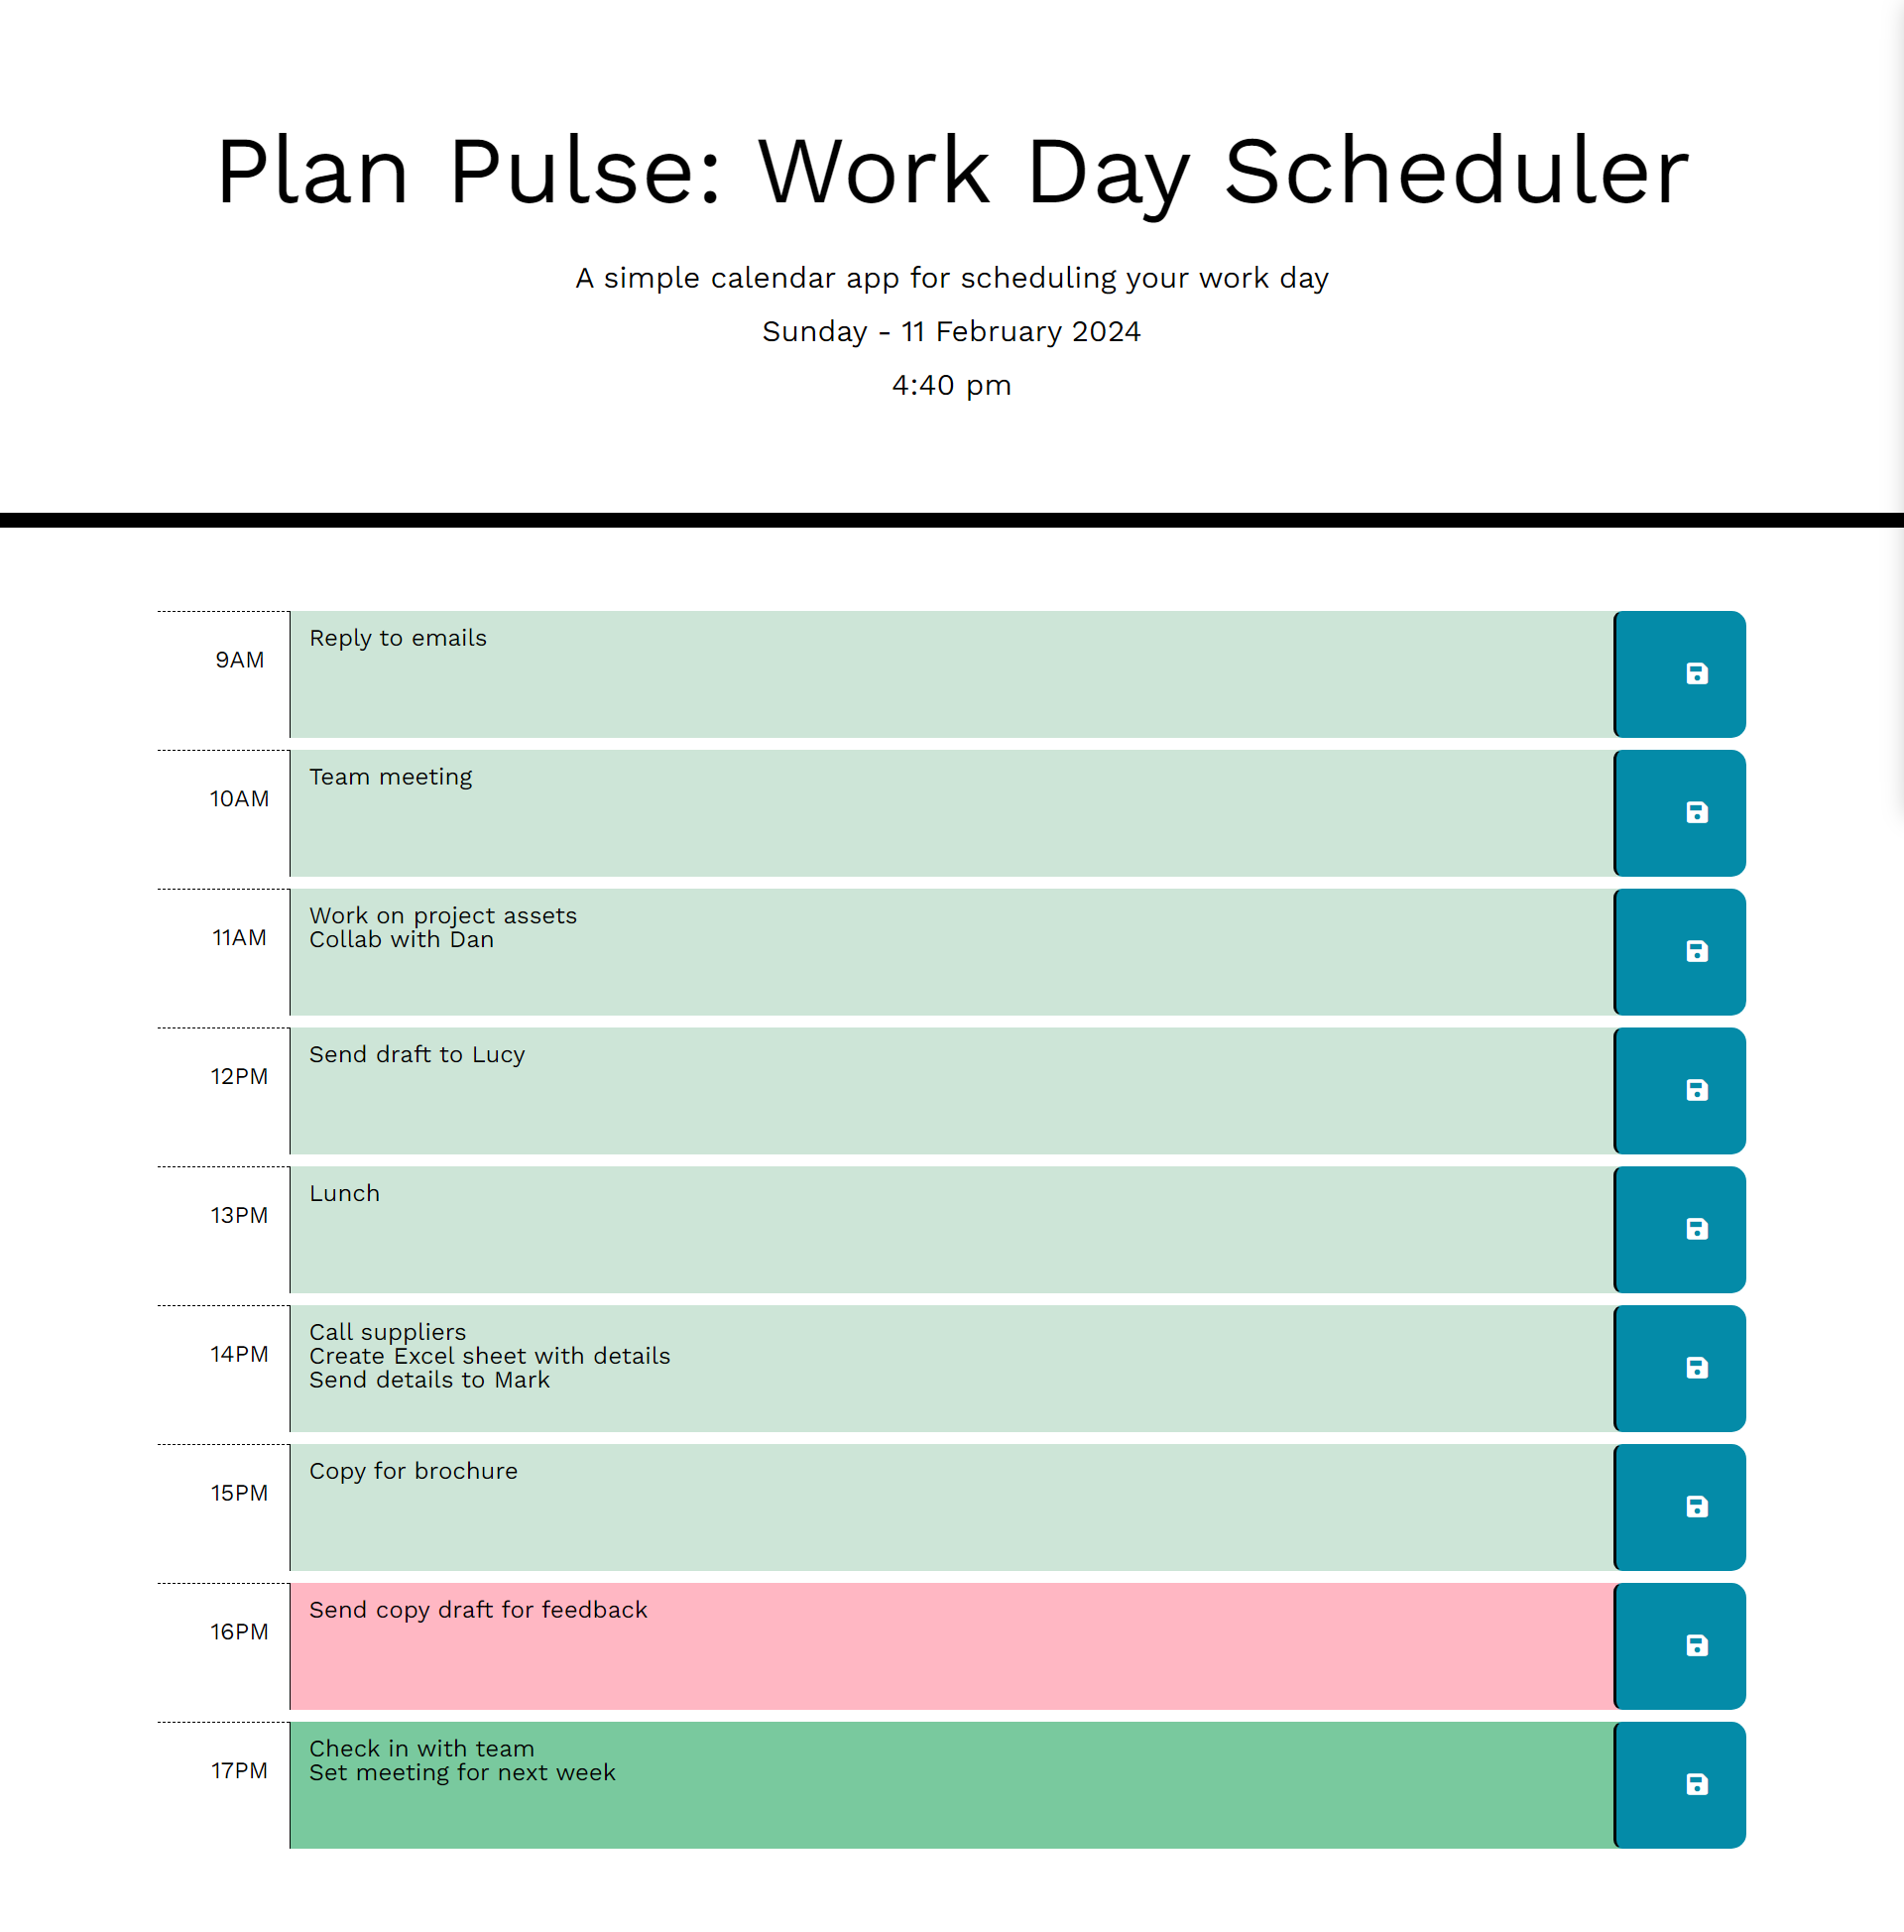 Plan Pulse: Work Day Scheduler
A simple calendar app for scheduling your work day
Sunday - 11 February 2024
4:40 pm
9AM
Reply to emails
10AM
Team meeting
11AM
Work on project assets
Collab with Dan
12PM
Send draft to Lucy
13PM
Lunch
14PM
Call suppliers
Create Excel sheet with details
Send details to Mark
15PM
Copy for brochure
16PM
Send copy draft for feedback
17PM
Check in with team
Set meeting for next week